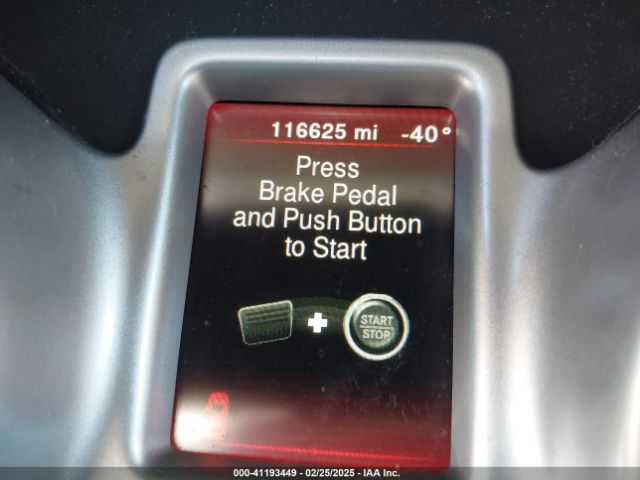 116625 mi -40°
Press
Brake Pedal
and Push Button
to Start
START
STOP
000-41193449 - 02/25/2025 - IAA Inc.